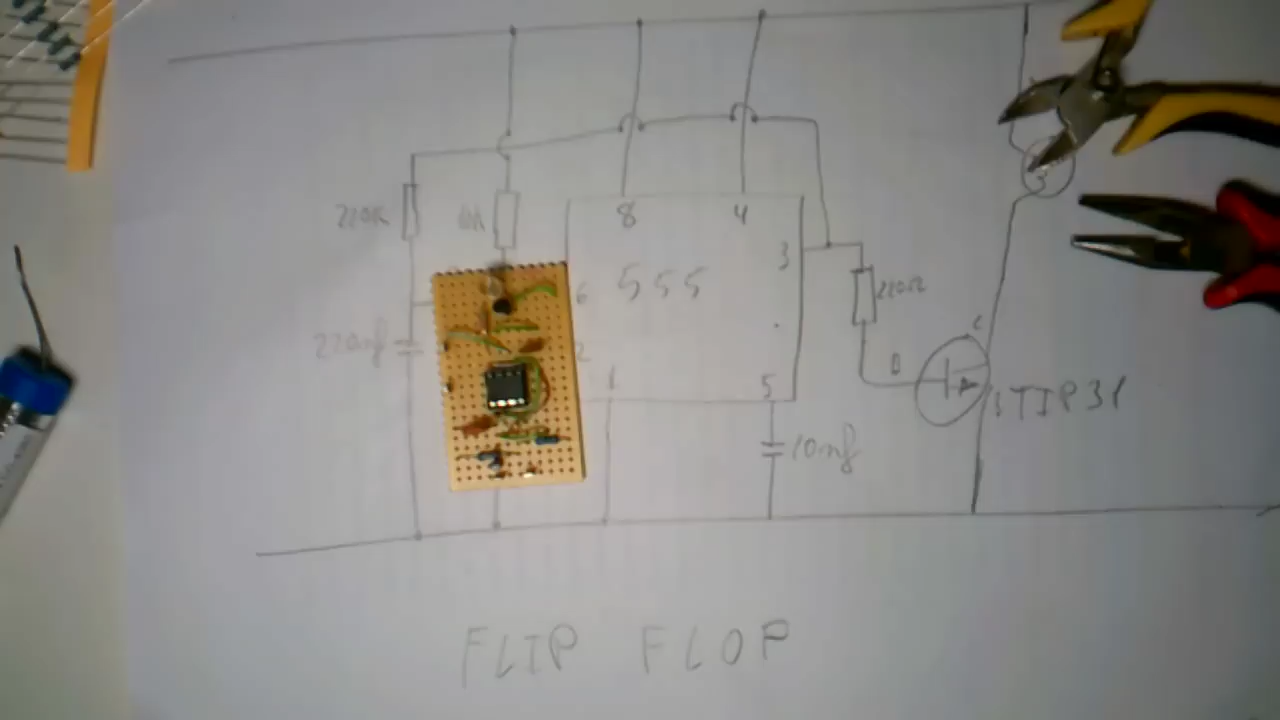 8 4
220K
3
555
6
220Ω
220nf
2
C
B
1 5
TIP31
10nf
FLIP FLOP